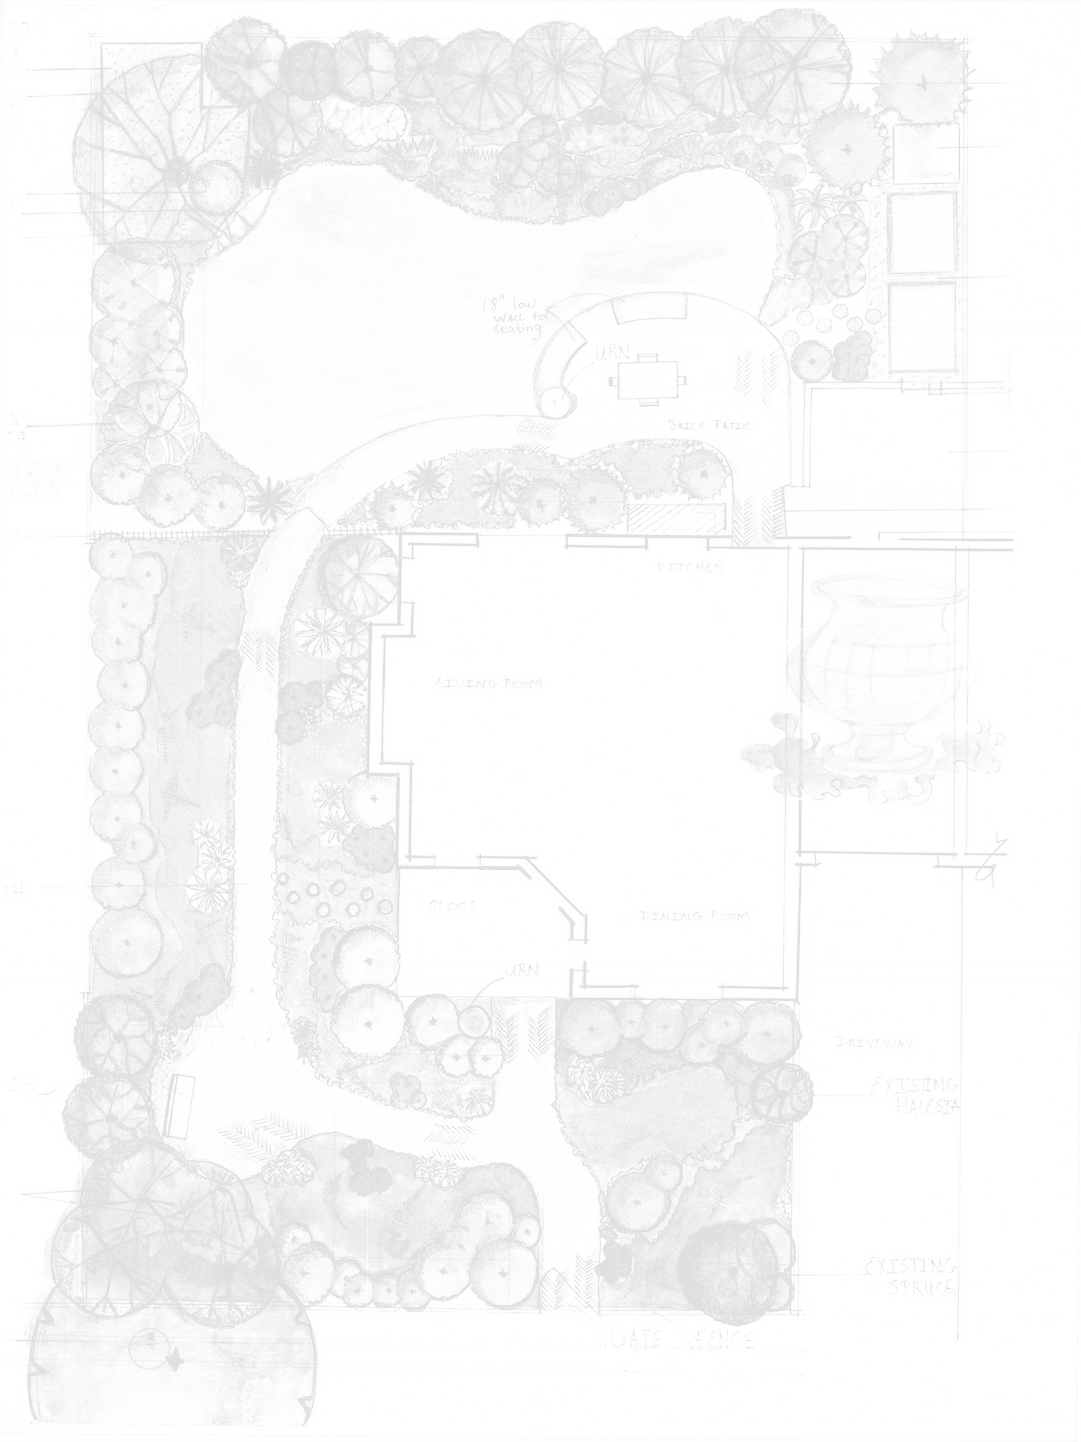 18" low
WALL to
seating
URN
BRICK PATIO
KITCHEN
LIVING ROOM
STOOP
DINING ROOM
URN
DRIVEWAY
EXISTING
HALESIA
EXISTING
SPRUCE
GATE FENCE